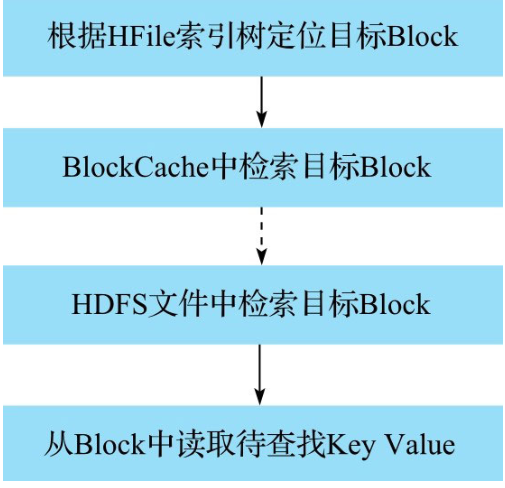 根据HFile索引树定位目标Block
BlockCache中检索目标Block
HDFS文件中检索目标Block
从Block中读取待查找Key Value